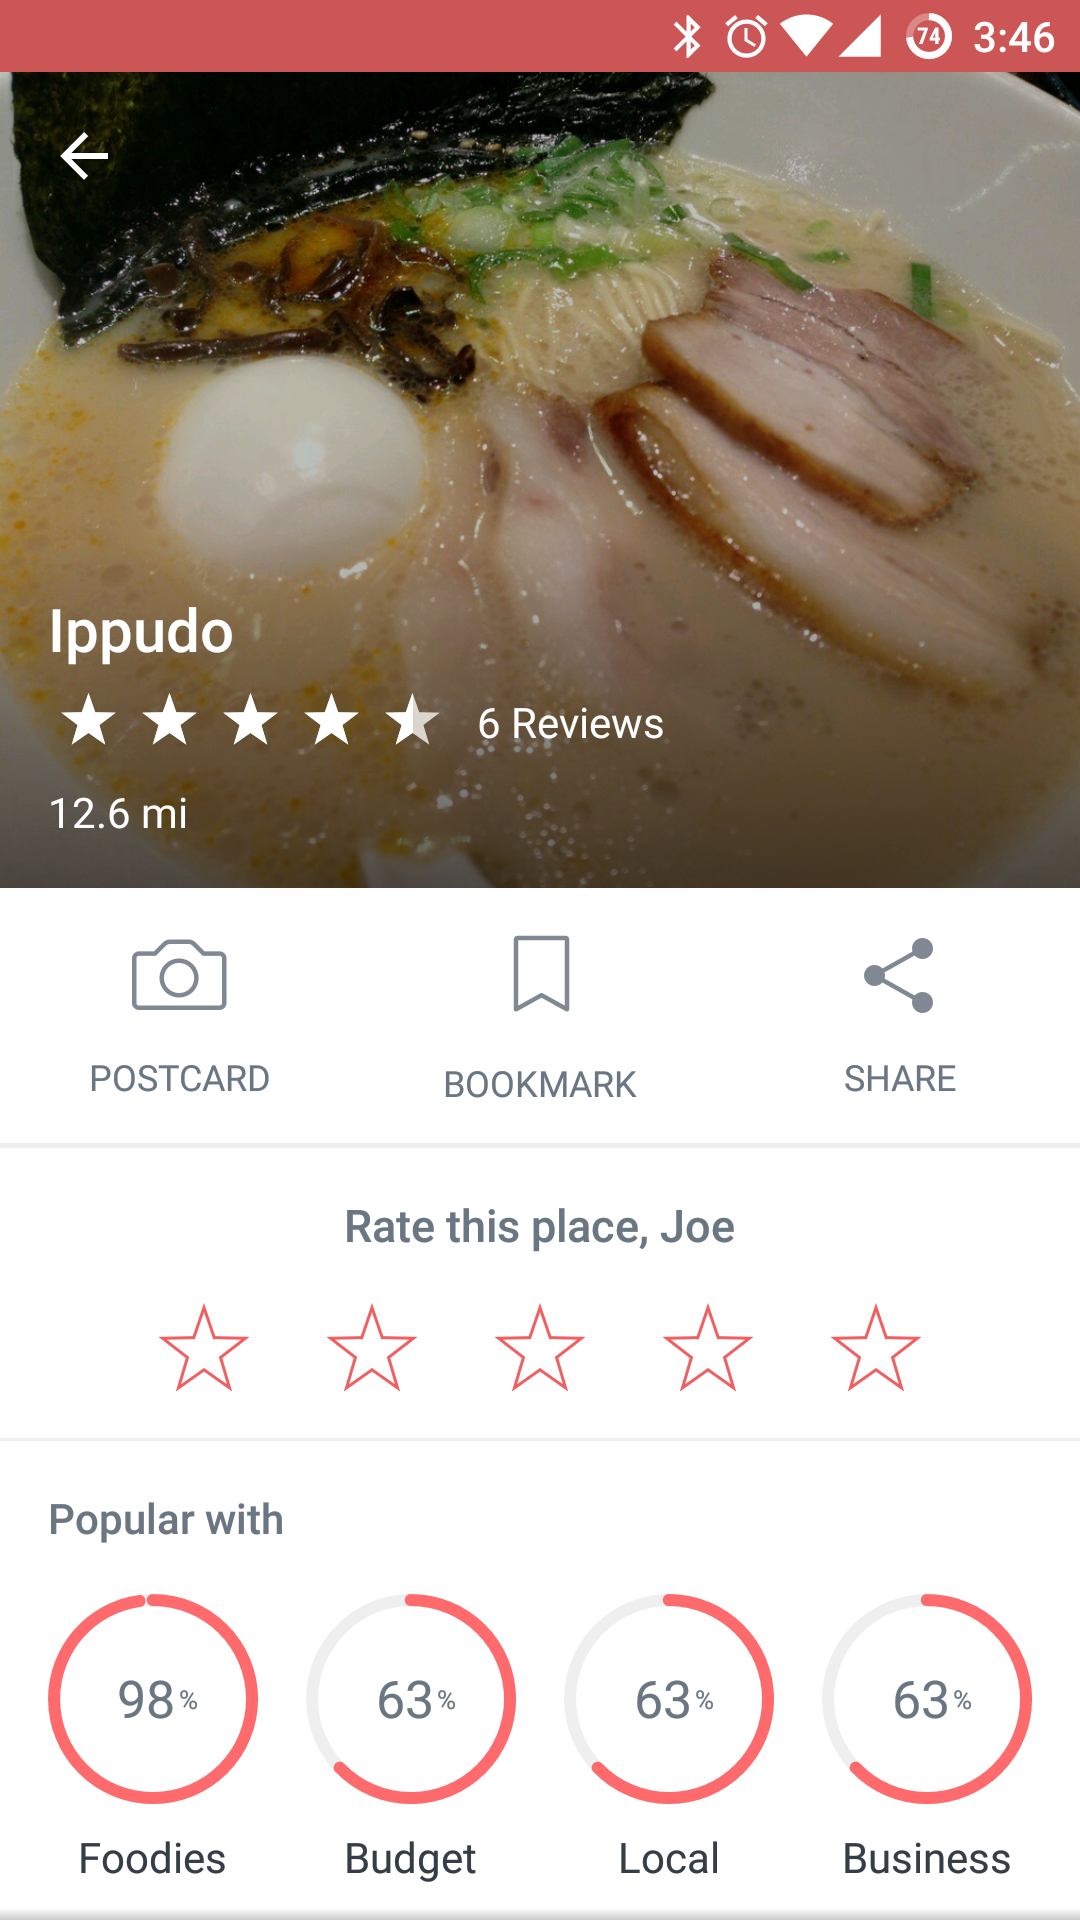 74 3:46
Ippudo
6 Reviews
12.6 mi
POSTCARD BOOKMARK SHARE
Rate this place, Joe
Popular with
98% 63% 63% 63%
Foodies Budget Local Business